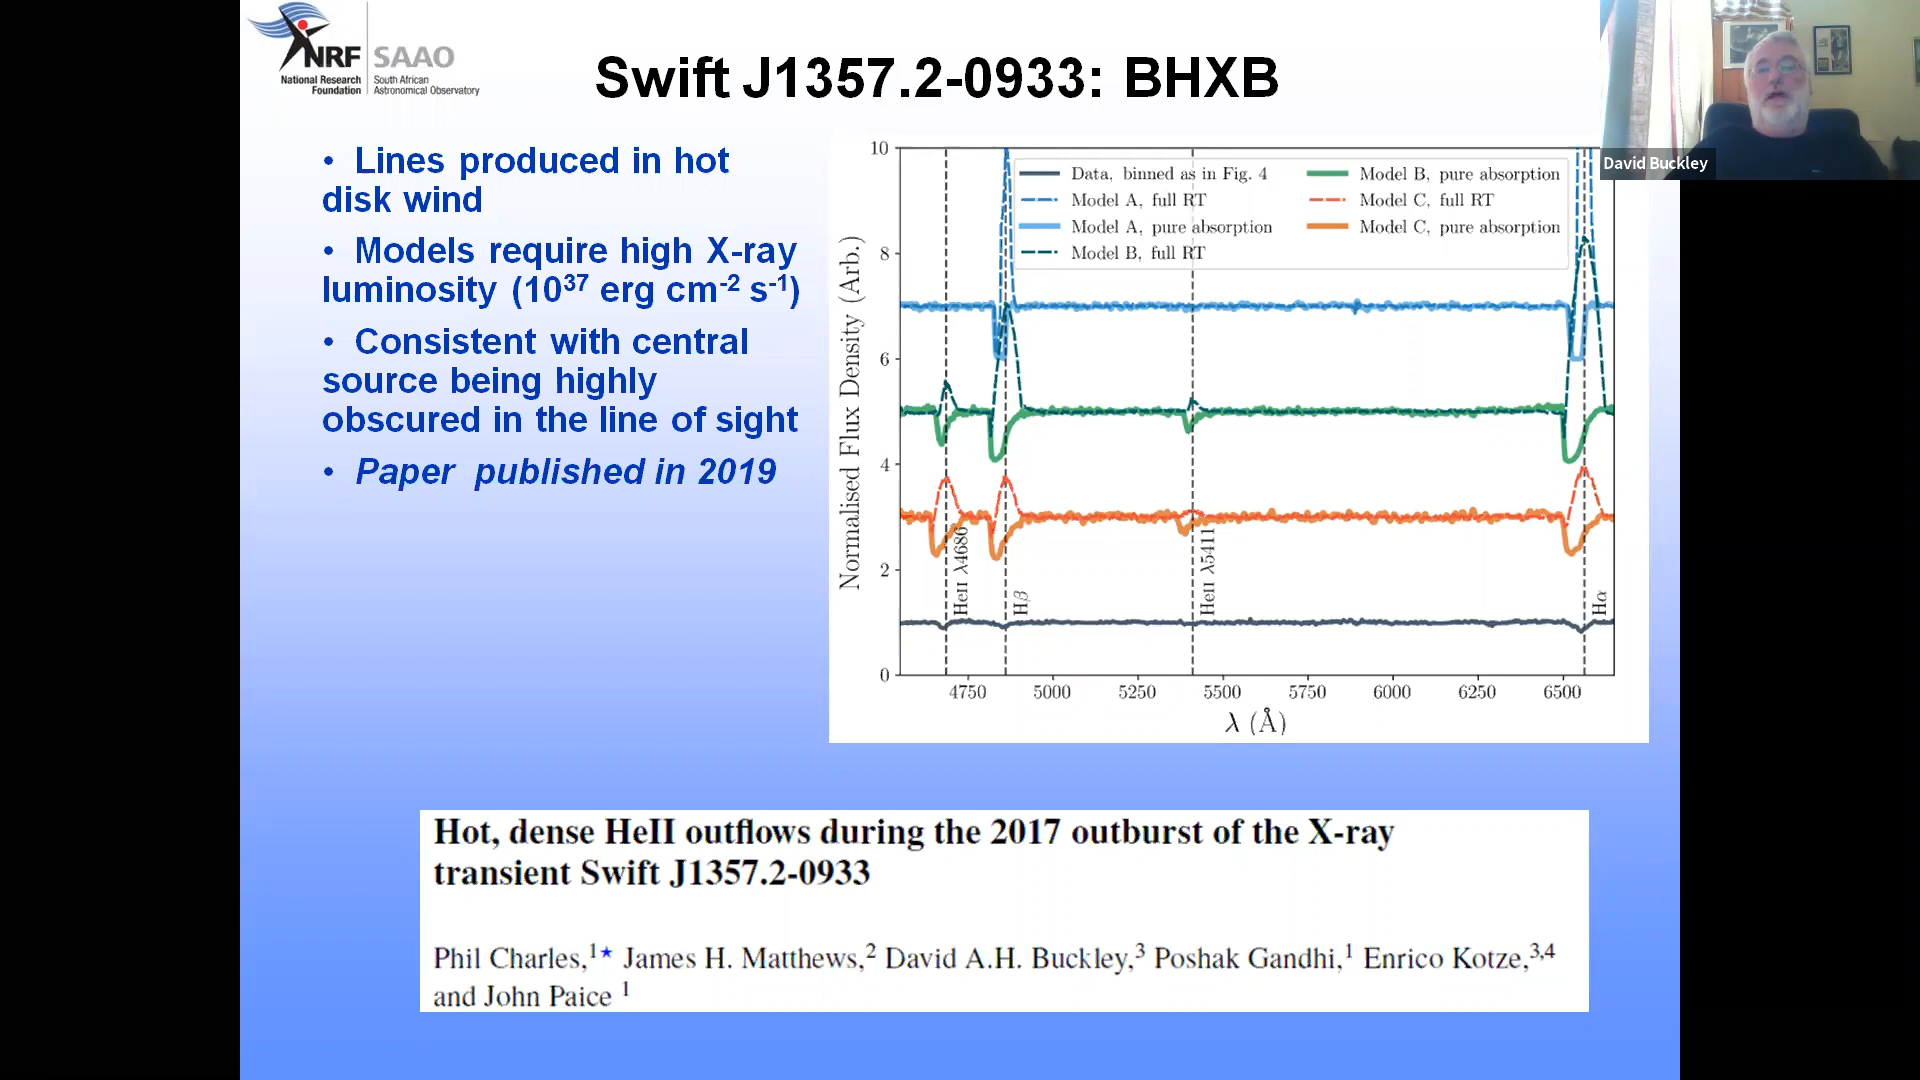 NRF SAAO
National Research Foundation
South African Astronomical Observatory
Swift J1357.2-0933: BHXB
David Buckley
• Lines produced in hot
disk wind
• Models require high X-ray
luminosity (10³⁷ erg cm⁻² s⁻¹)
• Consistent with central
source being highly
obscured in the line of sight
• Paper published in 2019
Normalised Flux Density (Arb.)
10
8
6
4
2
0
Data, binned as in Fig. 4
Model A, full RT
Model A, pure absorption
Model B, full RT
Model B, pure absorption
Model C, full RT
Model C, pure absorption
HeII λ4686
Hβ
HeII λ5411
Hα
4750 5000 5250 5500 5750 6000 6250 6500
λ (Å)
Hot, dense HeII outflows during the 2017 outburst of the X-ray
transient Swift J1357.2-0933
Phil Charles,¹★ James H. Matthews,² David A.H. Buckley,³ Poshak Gandhi,¹ Enrico Kotze,³,⁴
and John Paice ¹